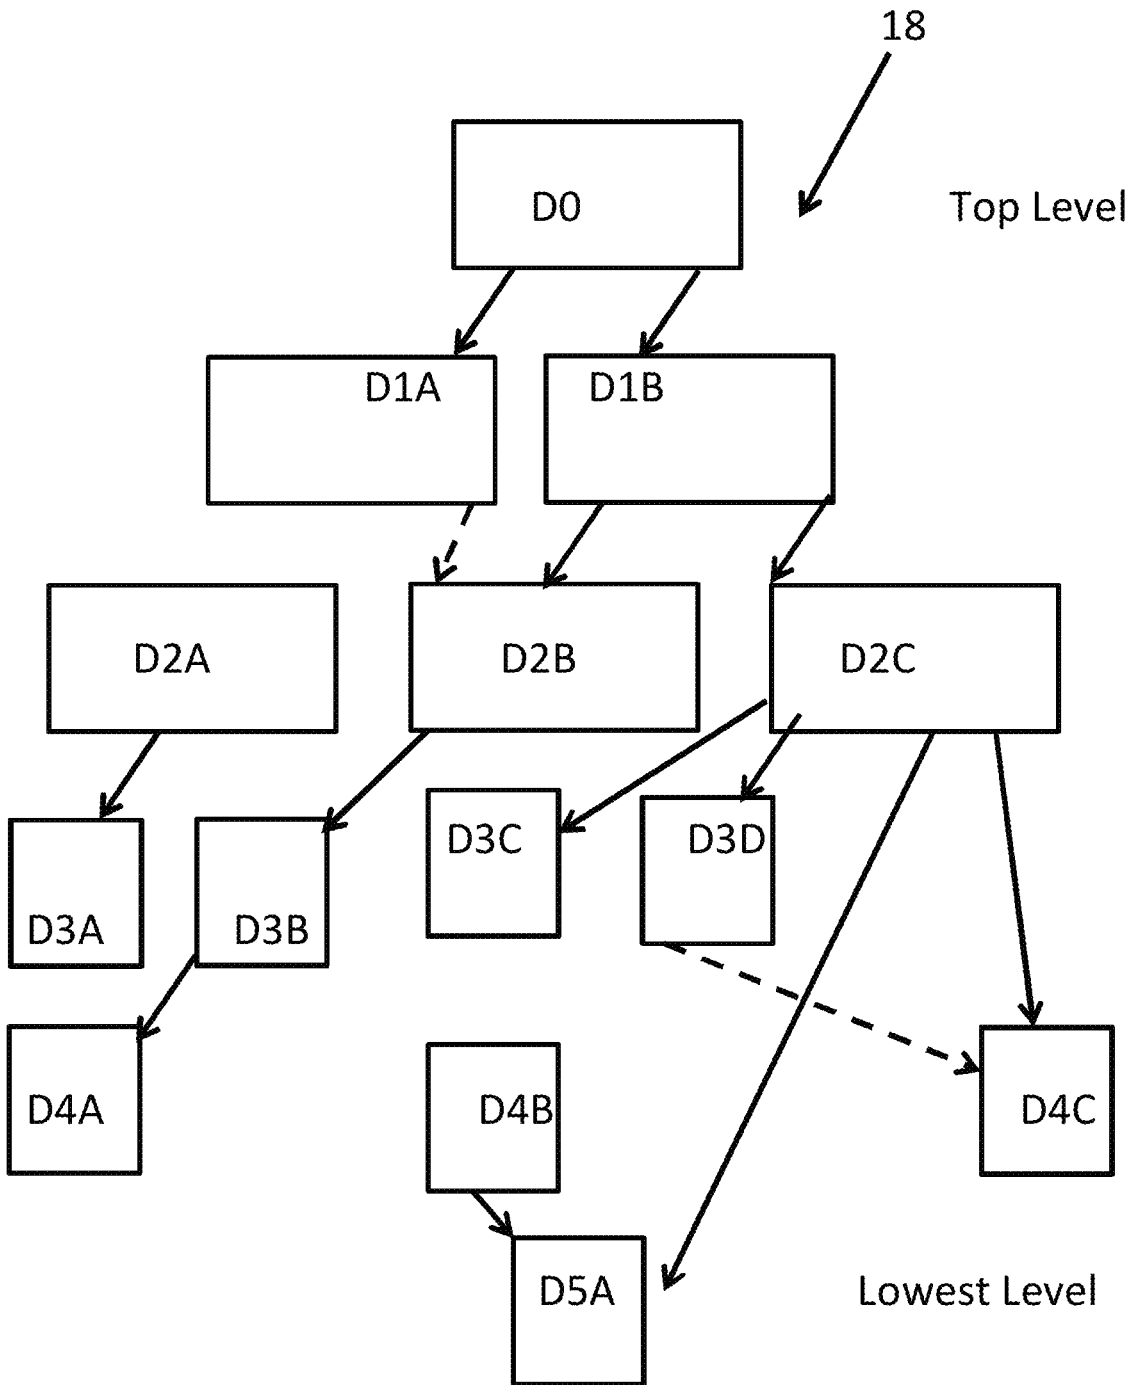 18
D0
Top Level
D1A
D1B
D2A
D2B
D2C
D3C
D3D
D3A
D3B
D4A
D4B
D4C
D5A
Lowest Level